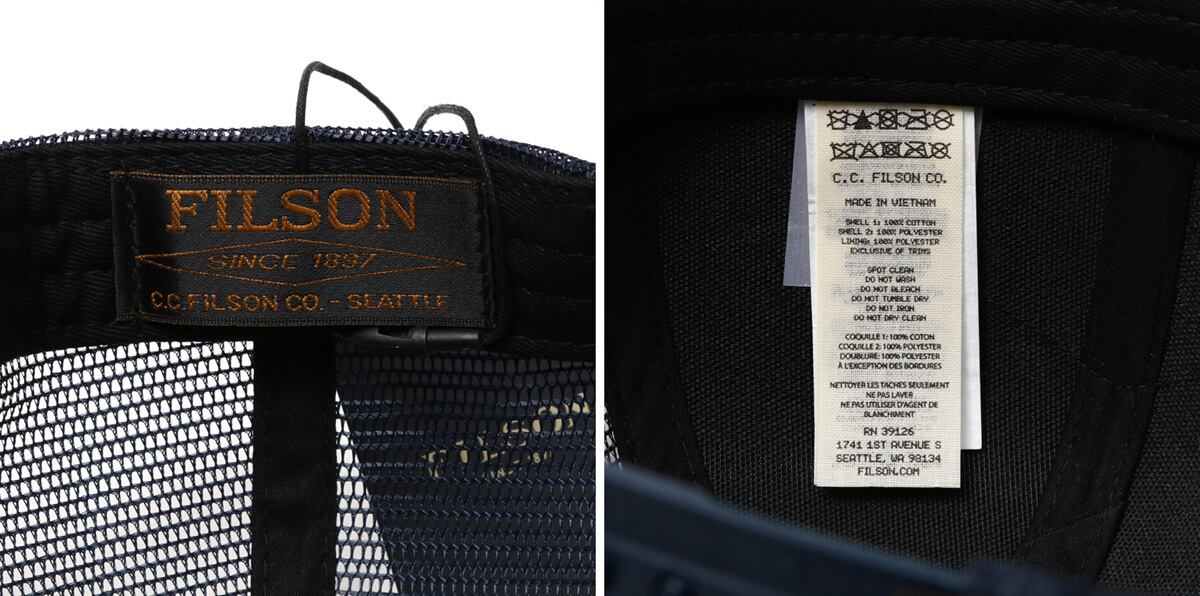 FILSON
SINCE 1897
C.C.FILSON CO. - SEATTLE
C.C. FILSON CO.
MADE IN VIETNAM
SHELL 1: 100% COTTON
SHELL 2: 100% POLYESTER
LINING: 100% POLYESTER
EXCLUSIVE OF TRIMS
SPOT CLEAN
DO NOT WASH
DO NOT BLEACH
DO NOT TUMBLE DRY
DO NOT IRON
DO NOT DRY CLEAN
COQUILLE 1: 100% COTON
COQUILLE 2: 100% POLYESTER
DOUBLURE: 100% POLYESTER
À L'EXCEPTION DES BORDURES
NETTOYER LES TACHES SEULEMENT
NE PAS LAVER
NE PAS UTILISER D'AGENT DE
BLANCHIMENT
RN 39126
1741 1ST AVENUE S
SEATTLE, WA 98134
FILSON.COM